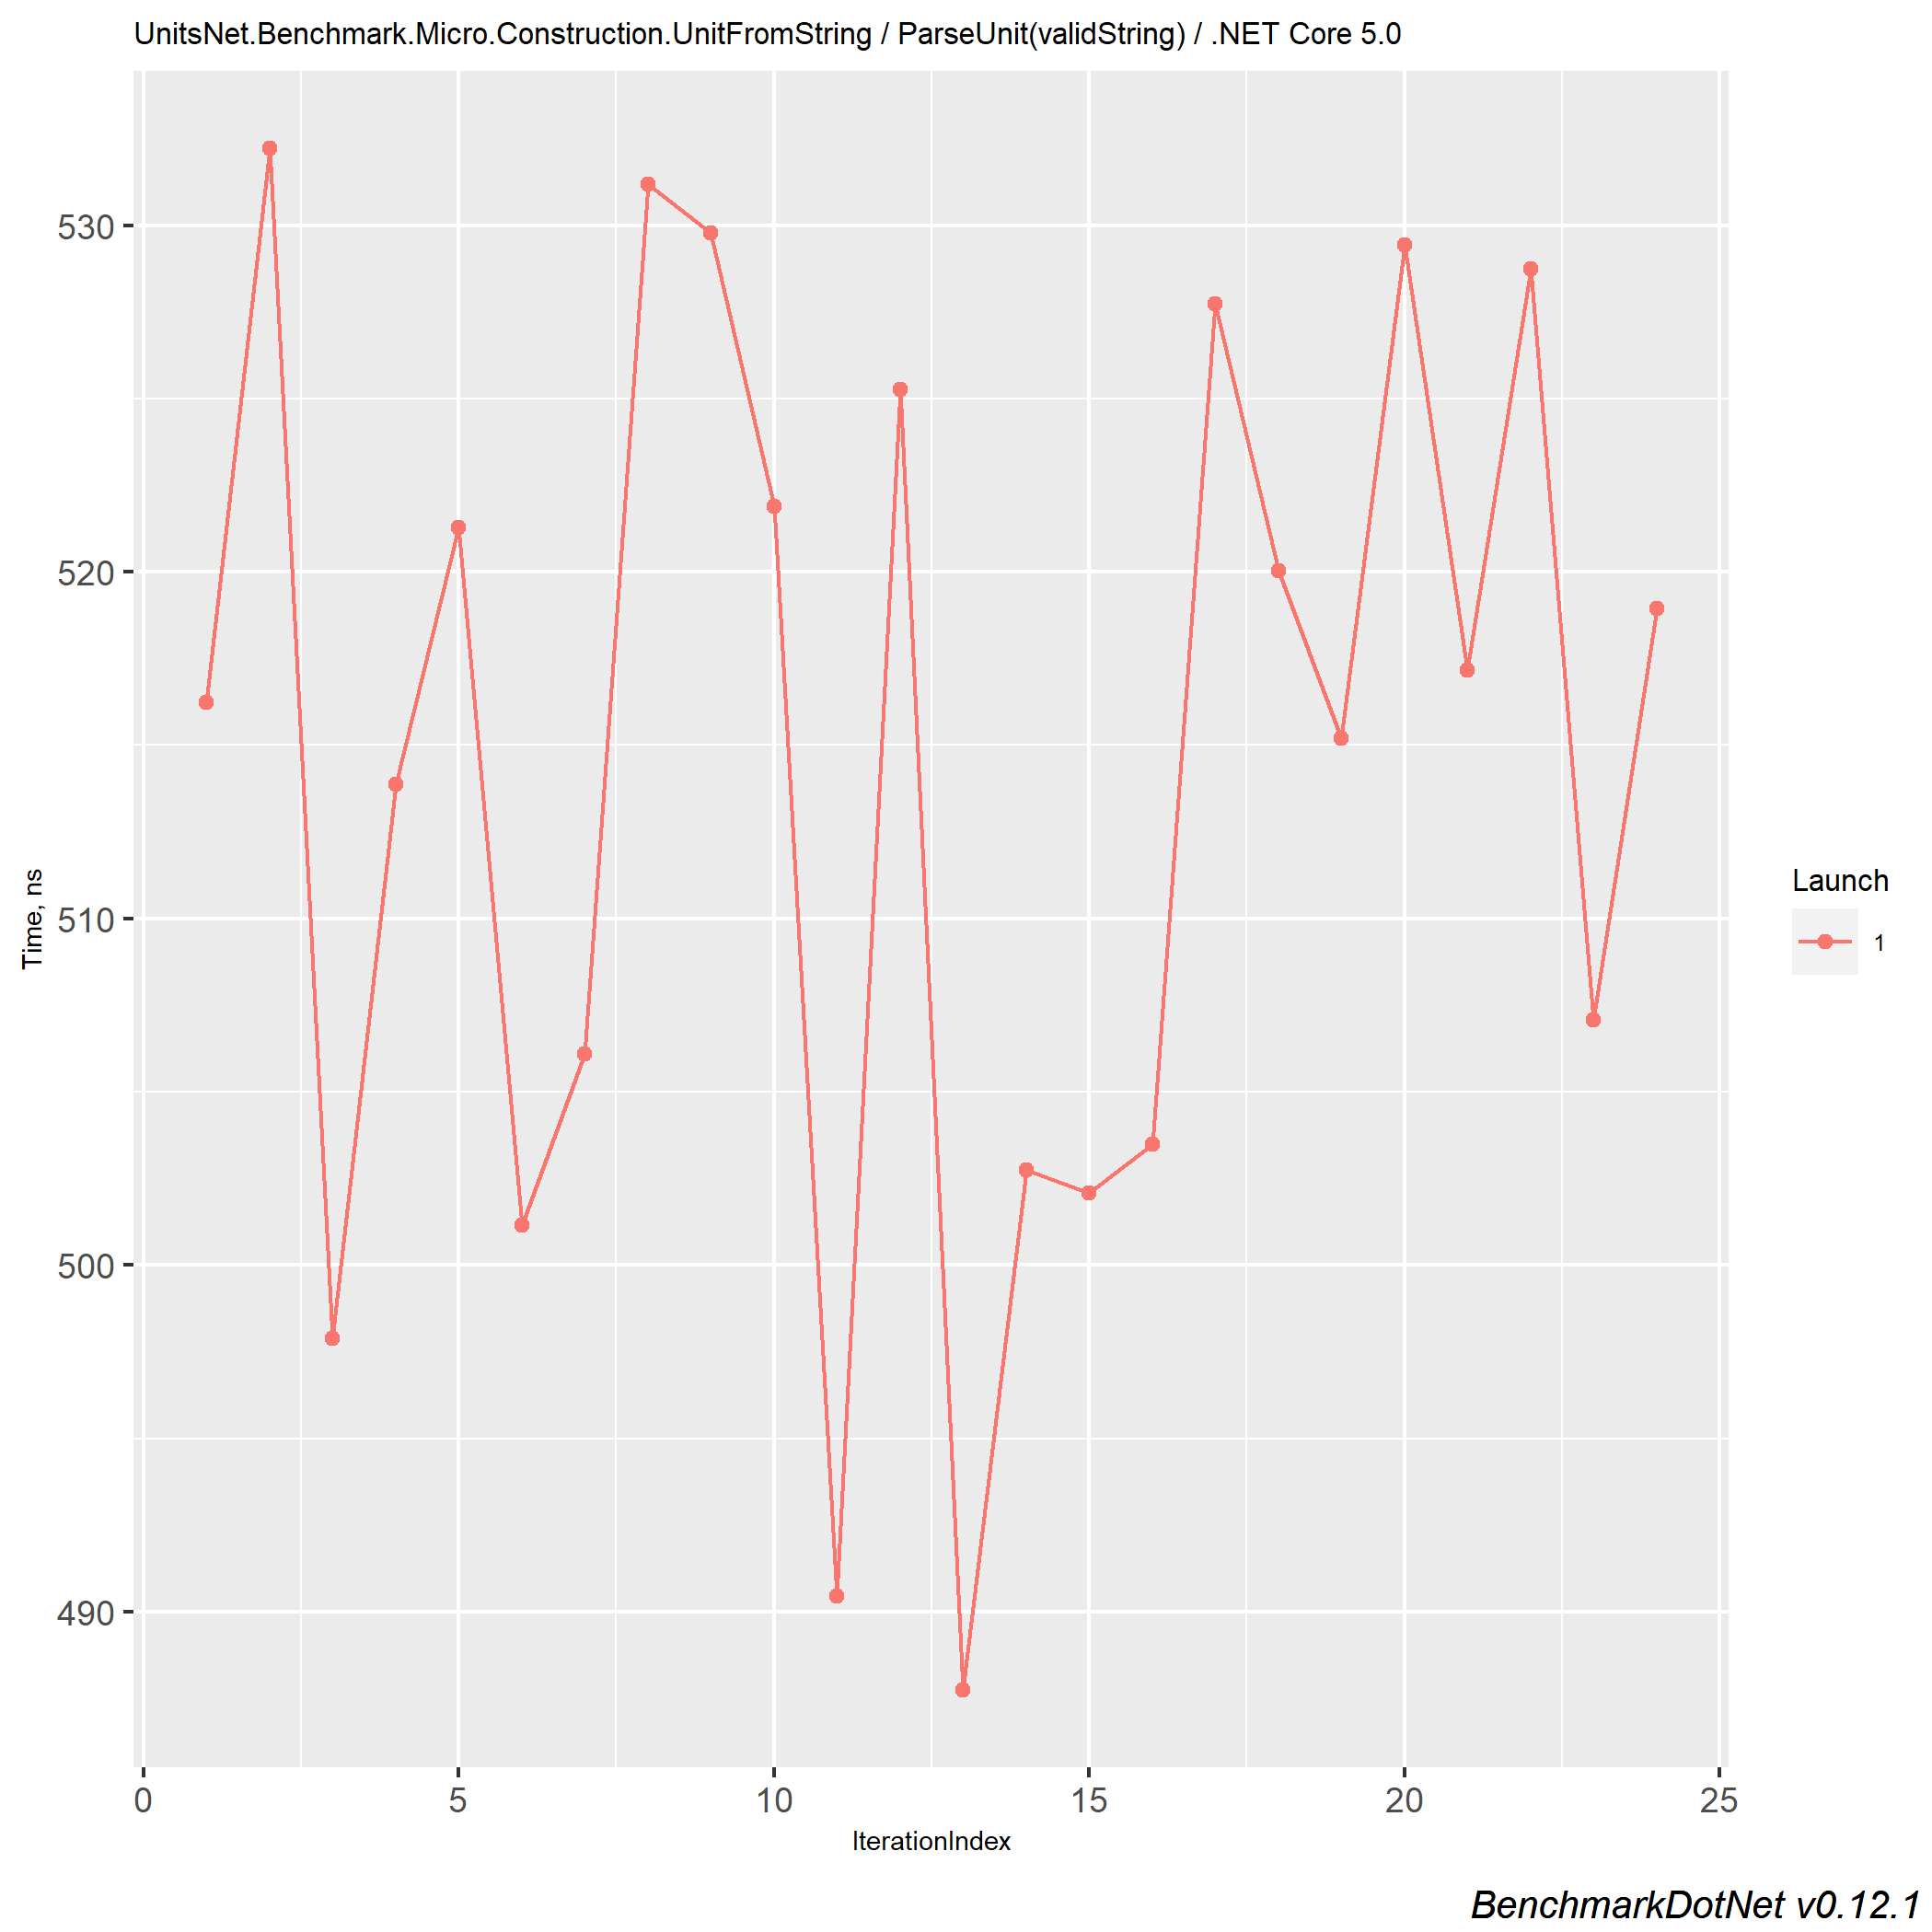 UnitsNet.Benchmark.Micro.Construction.UnitFromString / ParseUnit(validString) / .NET Core 5.0
530
520
510
500
490
Time, ns
0 5 10 15 20 25
IterationIndex
Launch
1
BenchmarkDotNet v0.12.1